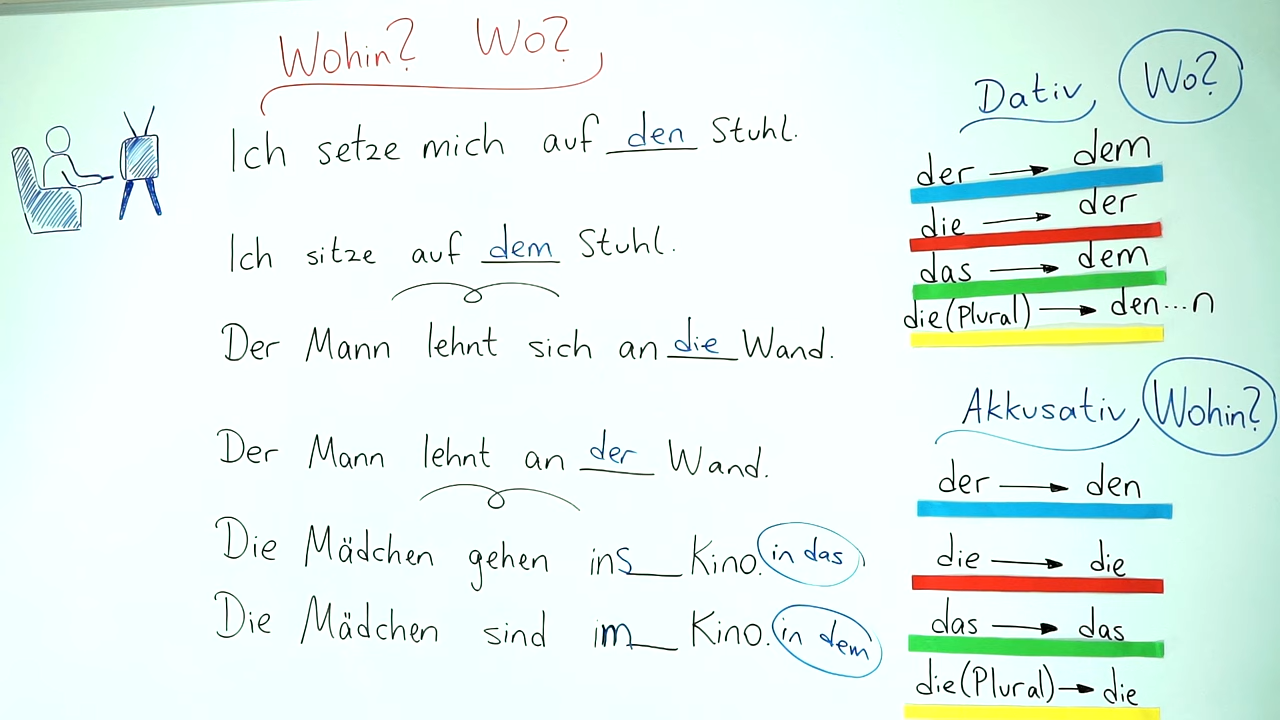 Wohin? Wo?
Ich setze mich auf den Stuhl.
Ich sitze auf dem Stuhl.
Der Mann lehnt sich an die Wand.
Der Mann lehnt an der Wand.
Die Mädchen gehen ins Kino. in das
Die Mädchen sind im Kino. in dem
Dativ Wo?
der → dem
die → der
das → dem
die (Plural) → den...n
Akkusativ Wohin?
der → den
die → die
das → das
die (Plural) → die